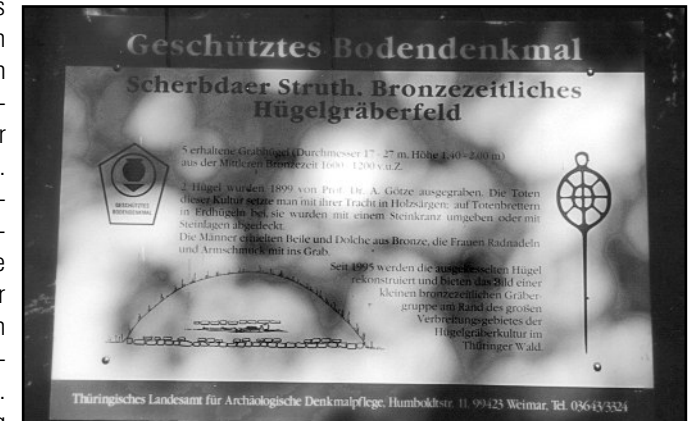 Geschütztes Bodendenkmal
Scherbdaer Struth. Bronzezeitliches
Hügelgräberfeld
5 erhaltene Grabhügel (Durchmesser 17 - 27 m, Höhe 1,40 - 2,00 m)
aus der Mittleren Bronzezeit 1600 - 1200 v.u.Z.
2 Hügel wurden 1899 von Prof. Dr. A. Götze ausgegraben. Die Toten
dieser Kultur setzte man mit ihrer Tracht in Holzsärgen, auf Totenbrettern
in Erdhügeln bei, sie wurden mit einem Steinkranz umgeben oder mit
Steinlagen abgedeckt.
Die Männer erhielten Beile und Dolche aus Bronze, die Frauen Radnadeln
und Armschmuck mit ins Grab.
GESCHÜTZTES
BODENDENKMAL
Seit 1995 werden die ausgekesselten Hügel
rekonstruiert und bieten das Bild einer
kleinen bronzezeitlichen Gräber-
gruppe am Rand des großen
Verbreitungsgebietes der
Hügelgräberkultur im
Thüringer Wald.
Thüringisches Landesamt für Archäologische Denkmalpflege, Humboldtstr. 11, 99423 Weimar, Tel. 03643/3324